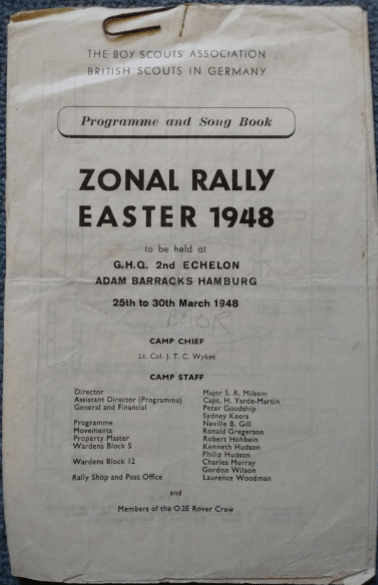 THE BOY SCOUTS' ASSOCIATION
BRITISH SCOUTS IN GERMANY
Programme and Song Book
ZONAL RALLY
EASTER 1948
to be held at
G.H.Q. 2nd ECHELON
ADAM BARRACKS HAMBURG
25th to 30th March 1948
BAOR
CAMP CHIEF
Lt. Col. J. T. C. Wykes
CAMP STAFF
Director Major S. R. Milsom
Assistant Director (Programme) Capt. H. Yarde-Martin
General and Financial Peter Goodship
Sydney Keers
Programme Neville B. Gill
Movements Ronald Gregerson
Property Master Robert Hohbein
Wardens Block 5 Kenneth Hudson
Philip Hudson
Wardens Block 12 Charles Murray
Gordon Wilson
Rally Shop and Post Office Laurence Woodman
and
Members of the O2E Rover Crew